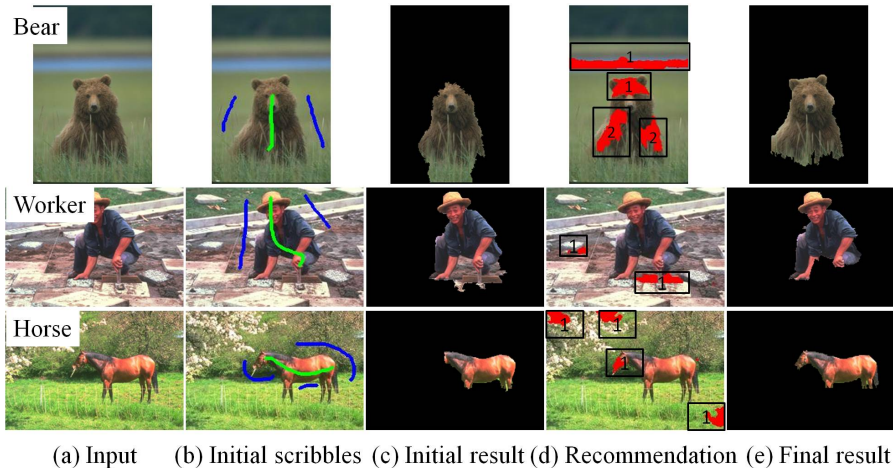 Bear
1
1
2
2
Worker
1
1
Horse
1
1
1
1
(a) Input
(b) Initial scribbles
(c) Initial result
(d) Recommendation
(e) Final result